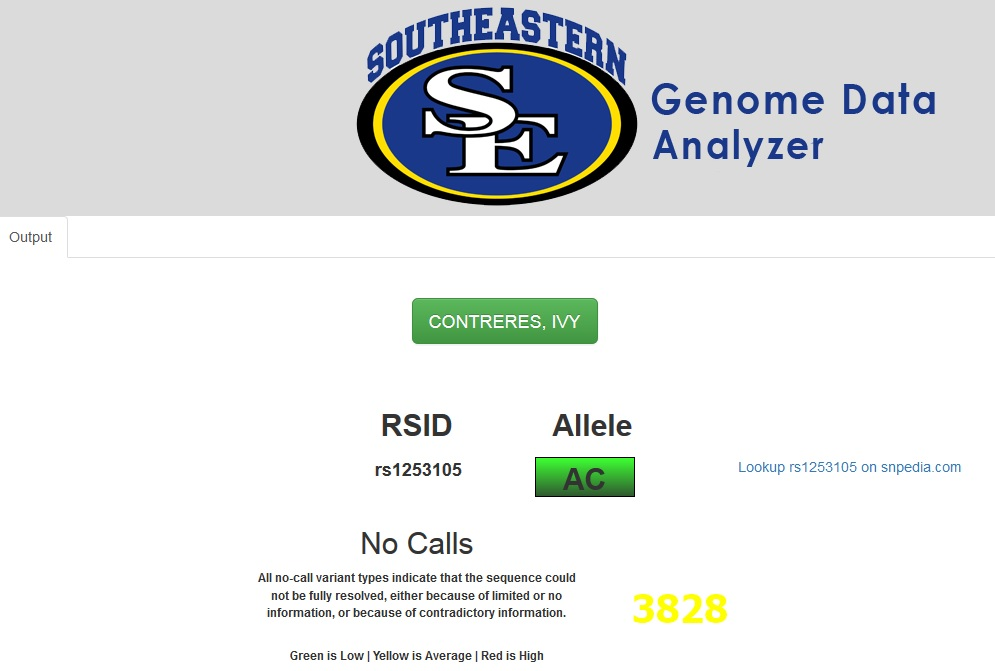 SOUTHEASTERN
SE
Genome Data
Analyzer
Output
CONTRERES, IVY
RSID
Allele
rs1253105
AC
Lookup rs1253105 on snpedia.com
No Calls
All no-call variant types indicate that the sequence could
not be fully resolved, either because of limited or no
information, or because of contradictory information.
3828
Green is Low | Yellow is Average | Red is High